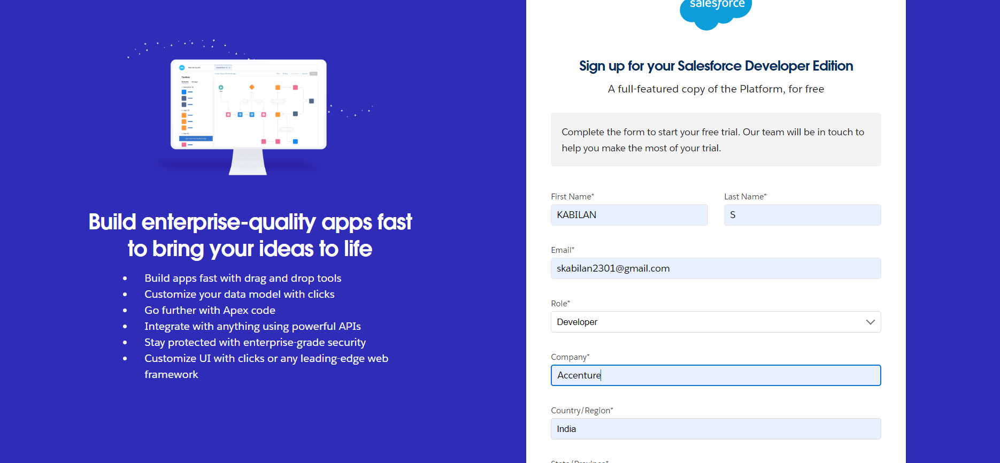 Build enterprise-quality apps fast
to bring your ideas to life
• Build apps fast with drag and drop tools
• Customize your data model with clicks
• Go further with Apex code
• Integrate with anything using powerful APIs
• Stay protected with enterprise-grade security
• Customize UI with clicks or any leading-edge web
framework
salesforce
Sign up for your Salesforce Developer Edition
A full-featured copy of the Platform, for free
Complete the form to start your free trial. Our team will be in touch to
help you make the most of your trial.
First Name* Last Name*
KABILAN S
Email*
skabilan2301@gmail.com
Role*
Developer
Company*
Accenture
Country/Region*
India
State/Province*